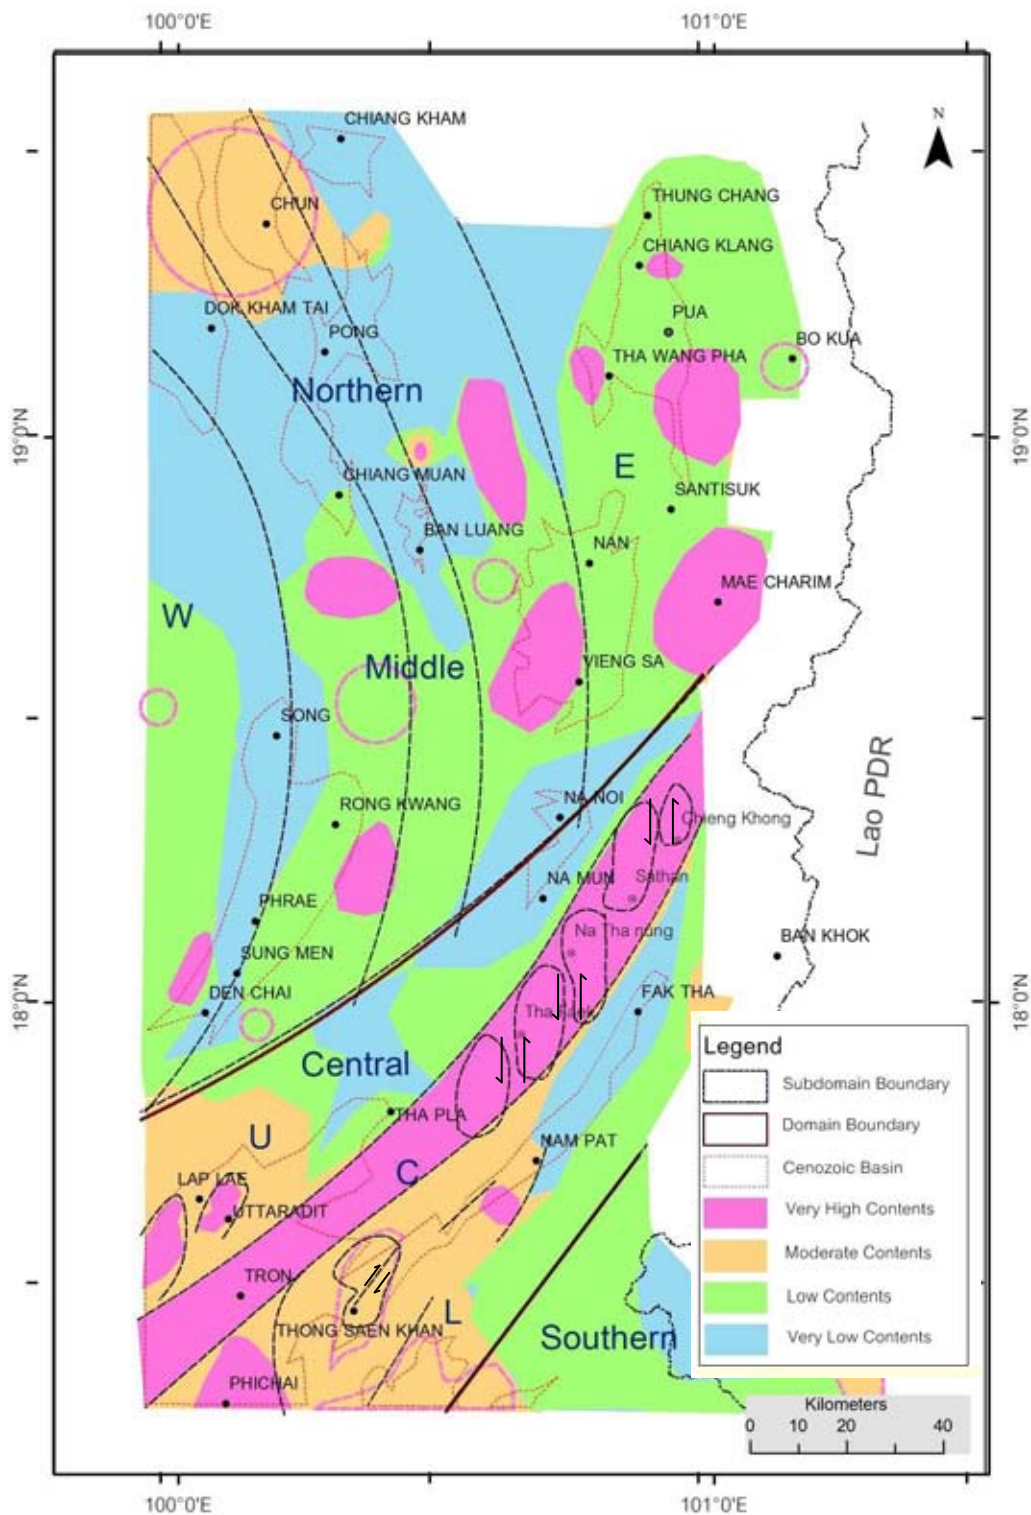 100°0'E
101°0'E
N
CHIANG KHAM
THUNG CHANG
CHUN
CHIANG KLANG
DOK KHAM TAI
PUA
PONG
BO KUA
THA WANG PHA
Northern
19°0'N
19°0'N
E
CHIANG MUAN
SANTISUK
BAN LUANG
NAN
MAE CHARIM
W
Middle
VIENG SA
SONG
Lao PDR
NA NOI
RONG KWANG
Chieng Khong
NA MUN
Sathan
PHRAE
Na Tha nung
BAN KHOK
SUNG MEN
DEN CHAI
FAK THA
18°0'N
18°0'N
Central
THA PLA
U
NAM PAT
C
LAP LAE
UTTARADIT
TRON
THONG SAEN KHAN
L
Southern
PHICHAI
Legend
Subdomain Boundary
Domain Boundary
Cenozoic Basin
Very High Contents
Moderate Contents
Low Contents
Very Low Contents
Kilometers
0 10 20 40
100°0'E
101°0'E